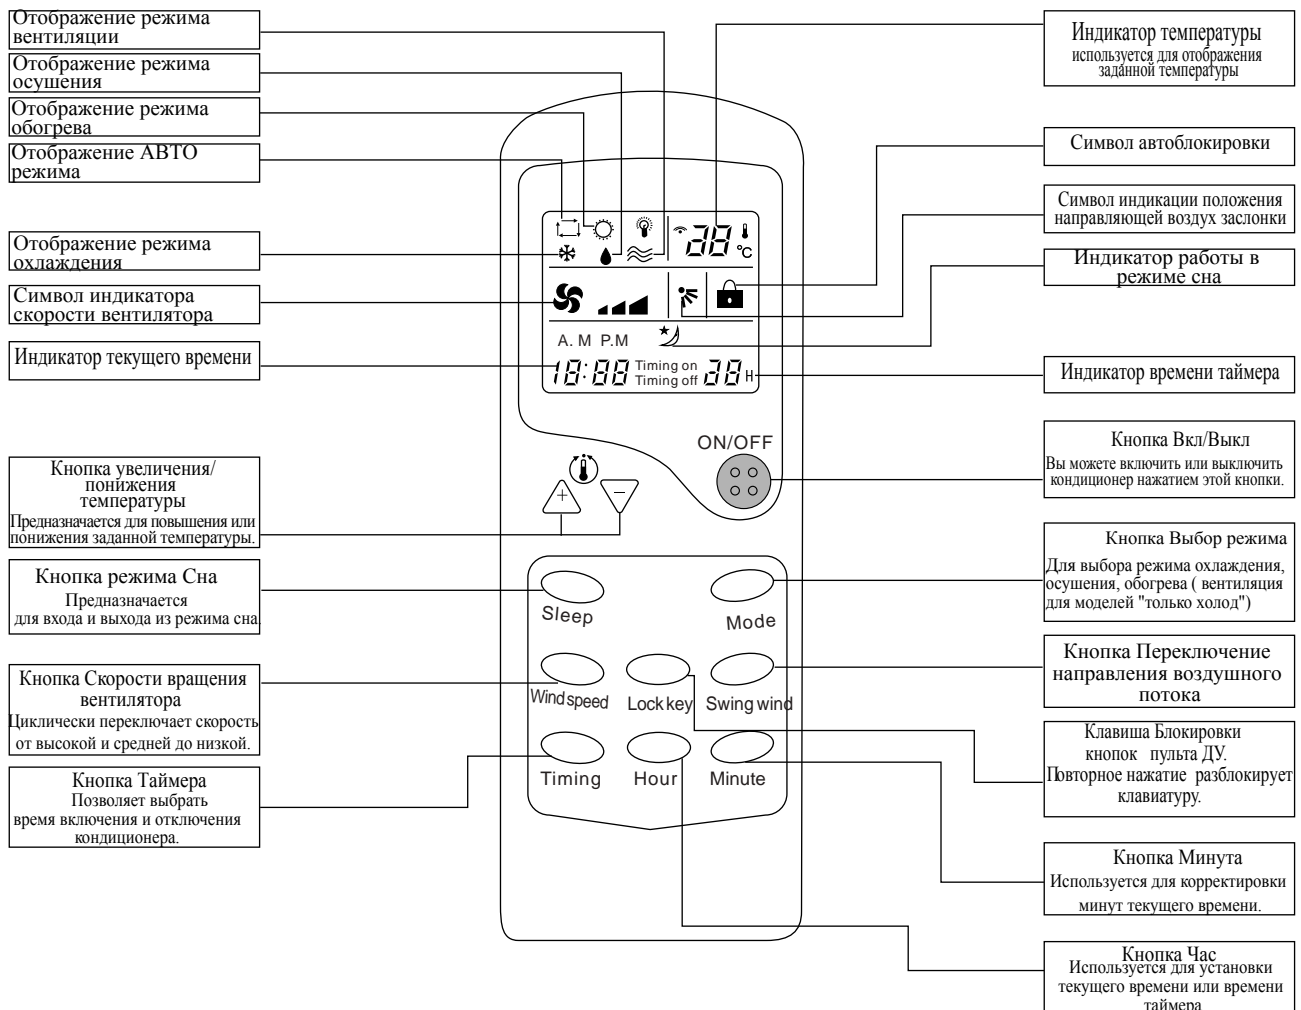 Отображение режима
вентиляции
Отображение режима
осушения
Отображение режима
обогрева
Отображение АВТО
режима
Отображение режима
охлаждения
Символ индикатора
скорости вентилятора
Индикатор текущего времени
Кнопка увеличения/
понижения
температуры
Предназначается для повышения или
понижения заданной температуры.
Кнопка режима Сна
Предназначается
для входа и выхода из режима сна.
Кнопка Скорости вращения
вентилятора
Циклически переключает скорость
от высокой и средней до низкой.
Кнопка Таймера
Позволяет выбрать
время включения и отключения
кондиционера.
38 °C
A. M P.M
18:88 Timing on
Timing off 38 H
ON/OFF
+ −
Sleep
Mode
Wind speed
Lock key
Swing wind
Timing
Hour
Minute
Индикатор температуры
используется для отображения
заданной температуры
Символ автоблокировки
Символ индикации положения
направляющей воздух заслонки
Индикатор работы в
режиме сна
Индикатор времени таймера
Кнопка Вкл/Выкл
Вы можете включить или выключить
кондиционер нажатием этой кнопки.
Кнопка Выбор режима
Для выбора режима охлаждения,
осушения, обогрева ( вентиляция
для моделей "только холод")
Кнопка Переключение
направления воздушного
потока
Клавиша Блокировки
кнопок пульта ДУ.
Повторное нажатие разблокирует
клавиатуру.
Кнопка Минута
Используется для корректировки
минут текущего времени.
Кнопка Час
Используется для установки
текущего времени или времени
таймера